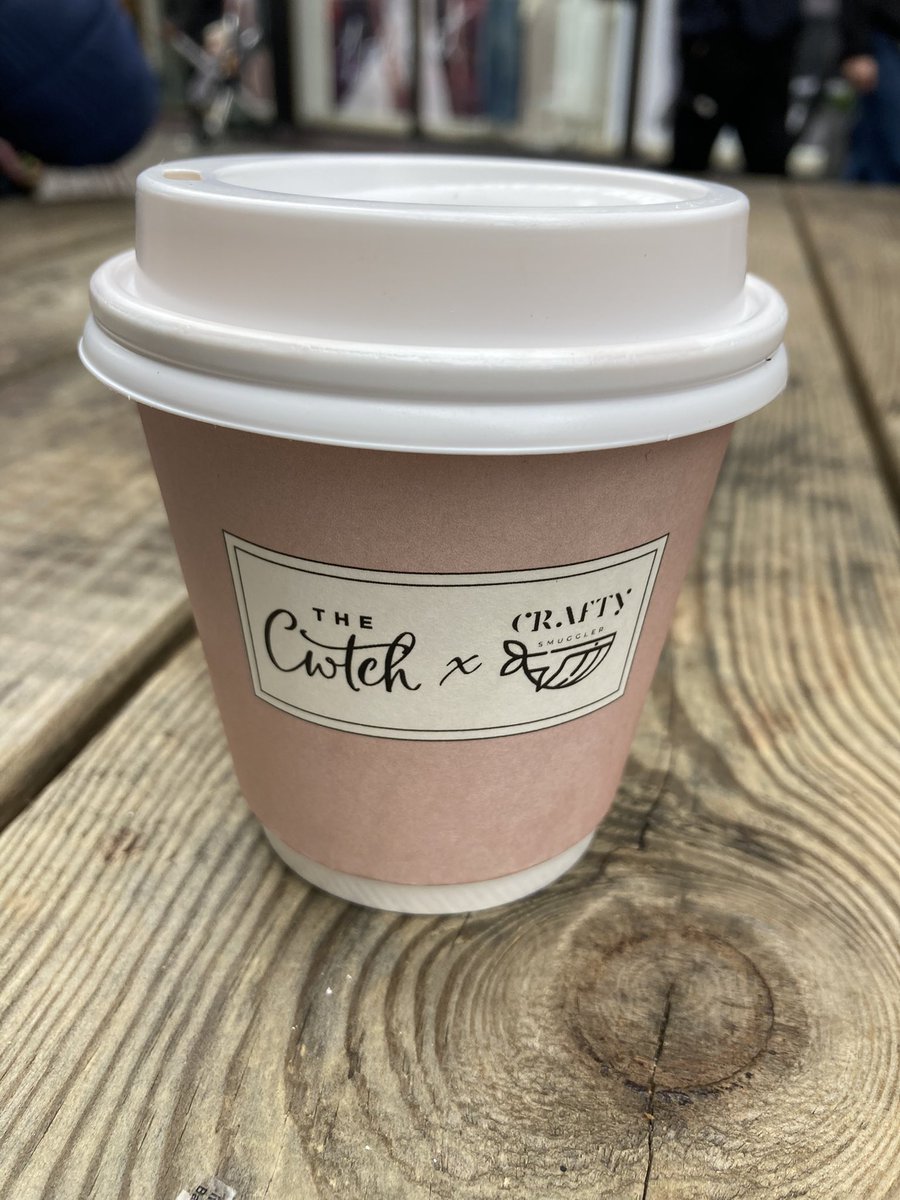 THE
Cwtch x
CRAFTY
SMUGGLER